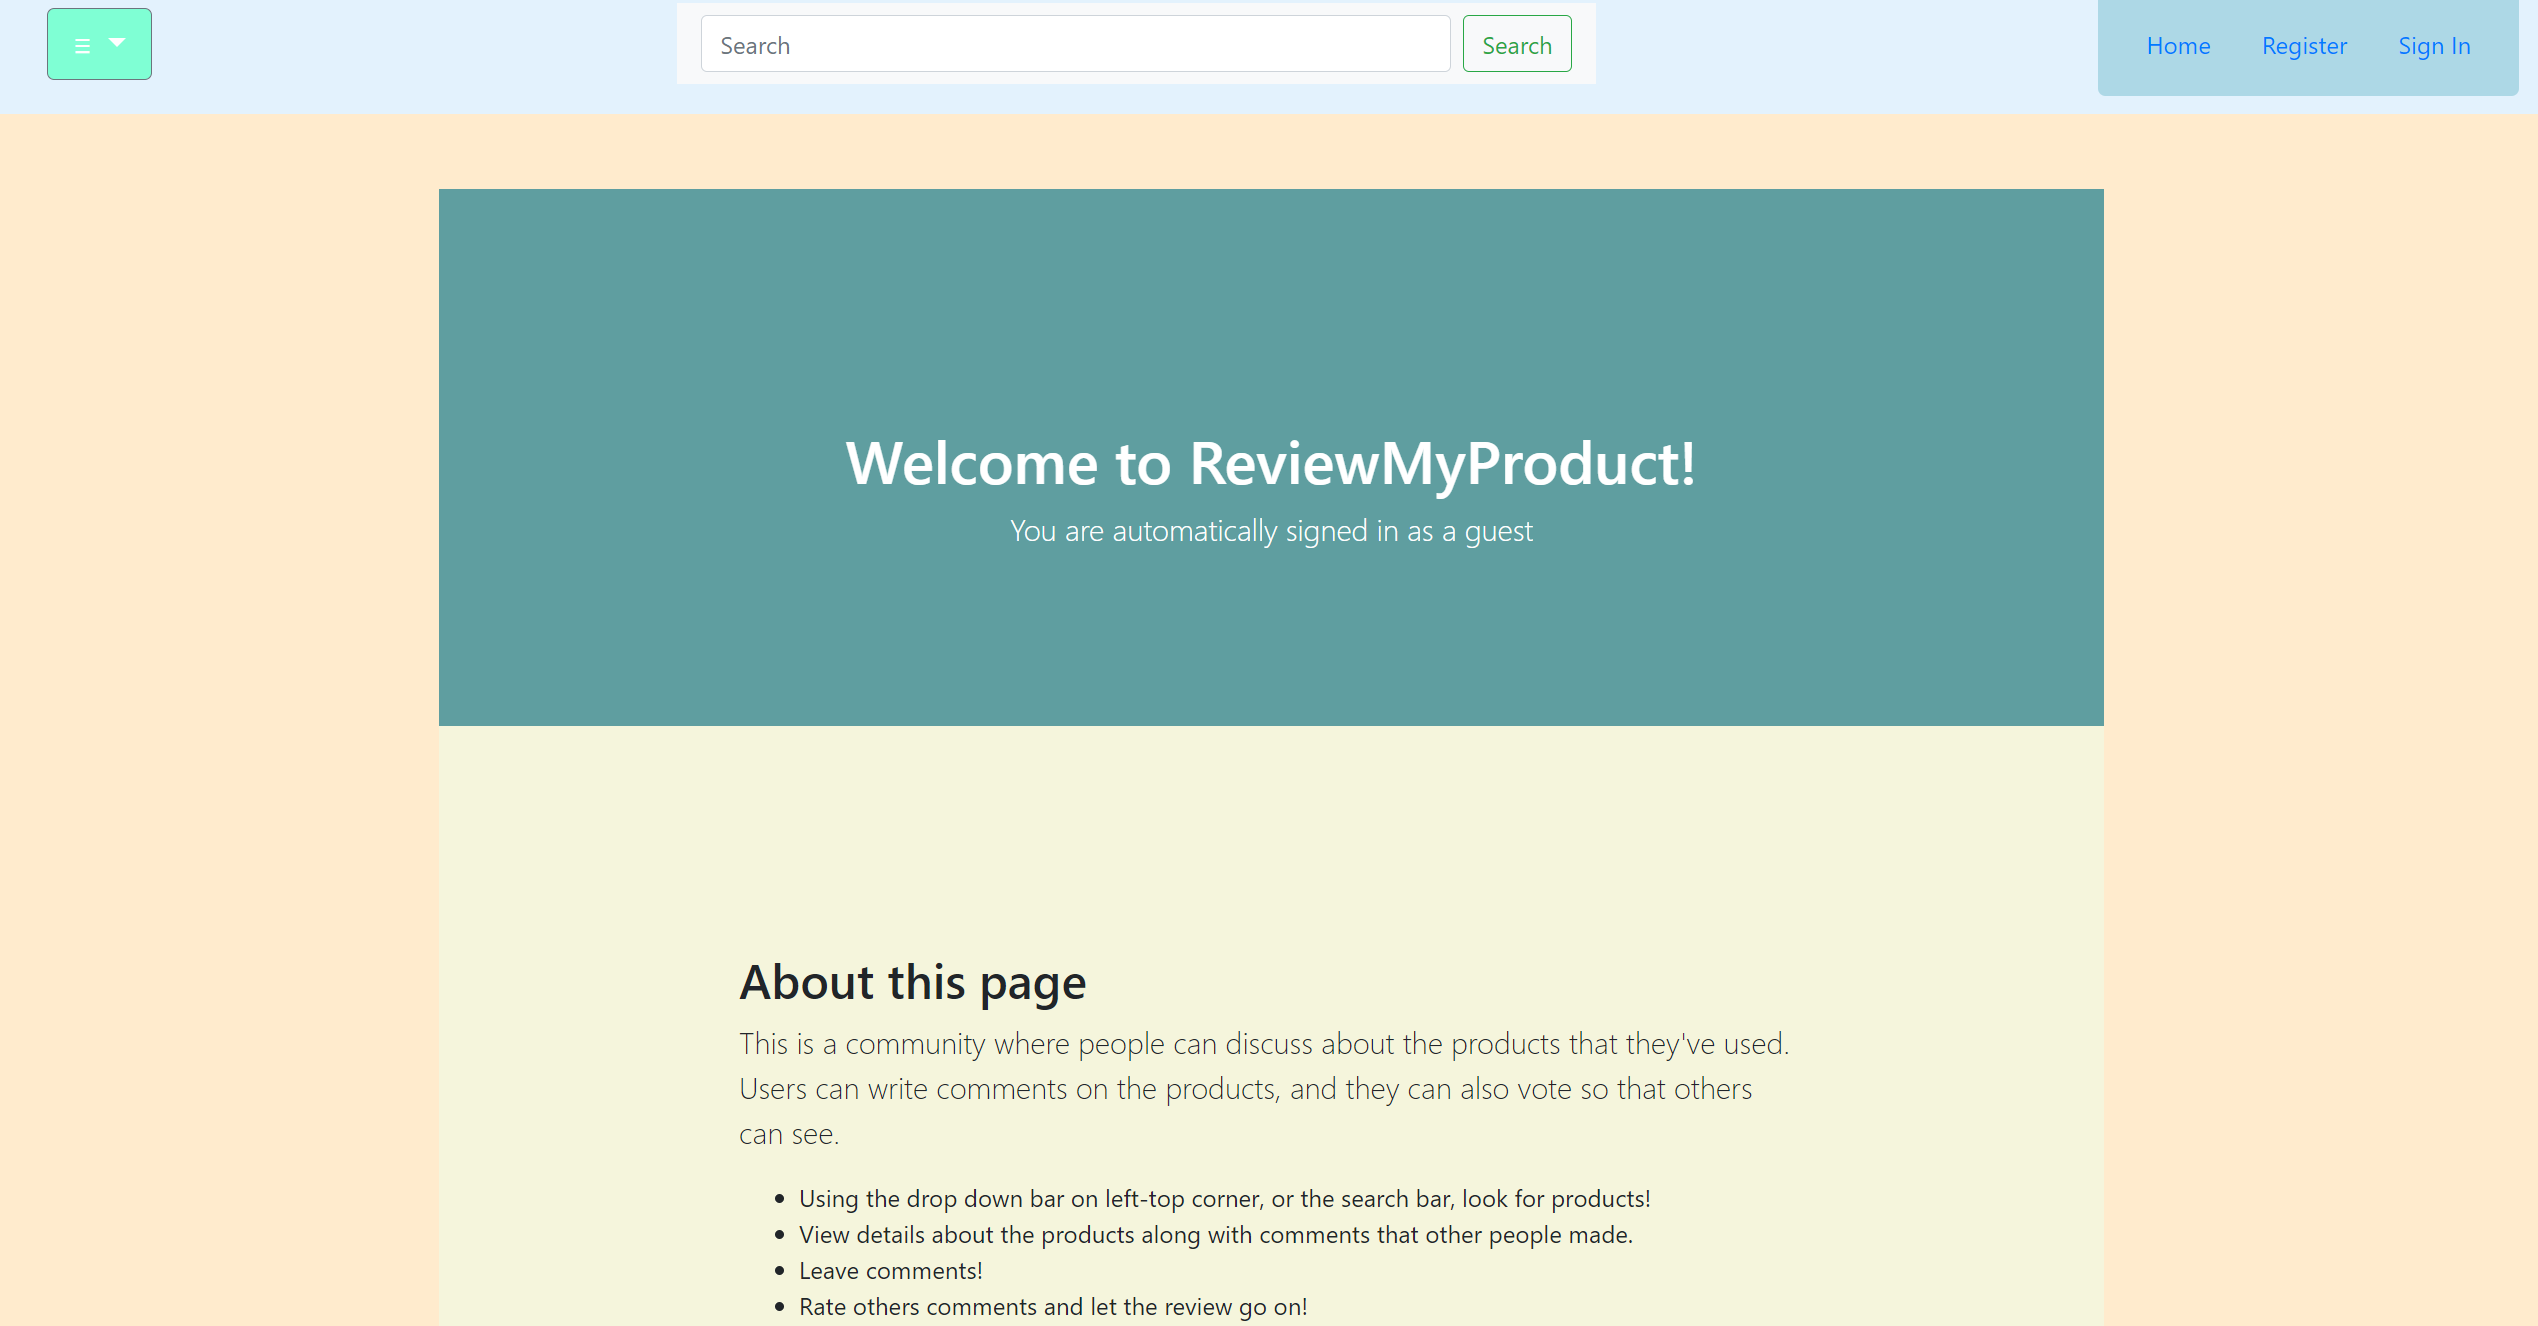 Search
Search
Home
Register
Sign In
Welcome to ReviewMyProduct!
You are automatically signed in as a guest
About this page
This is a community where people can discuss about the products that they've used.
Users can write comments on the products, and they can also vote so that others
can see.
Using the drop down bar on left-top corner, or the search bar, look for products!
View details about the products along with comments that other people made.
Leave comments!
Rate others comments and let the review go on!